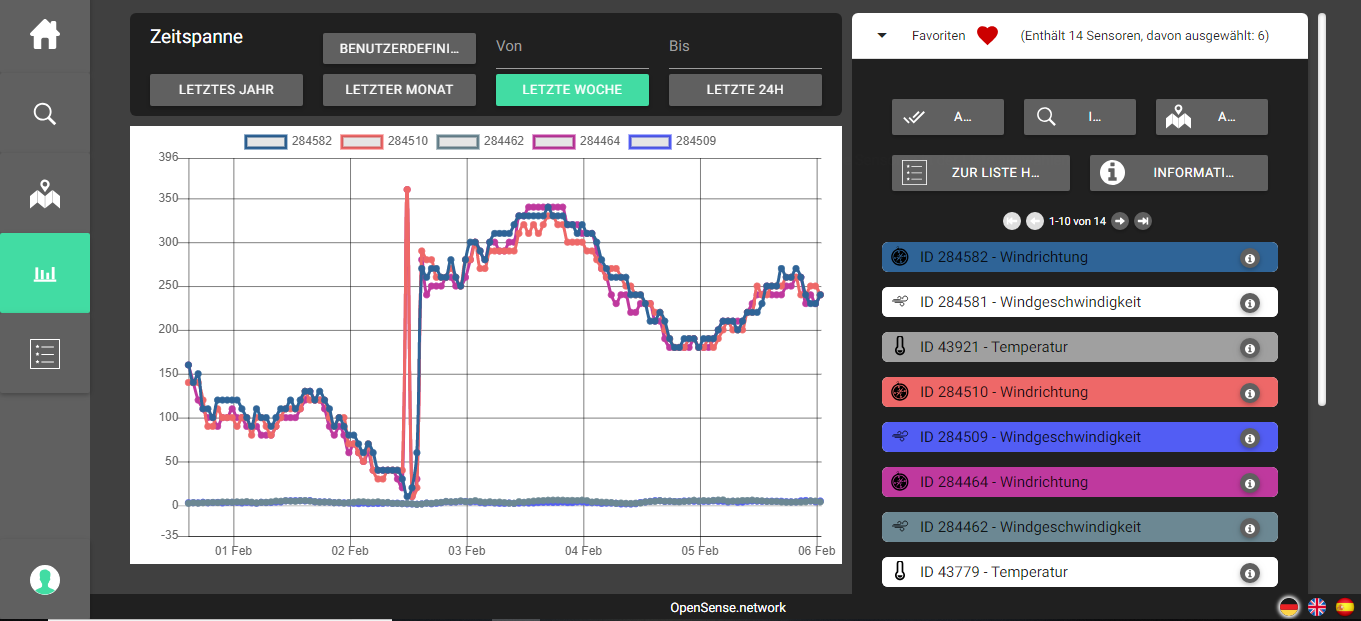 Zeitspanne
BENUTZERDEFINI...
Von
Bis
LETZTES JAHR
LETZTER MONAT
LETZTE WOCHE
LETZTE 24H
284582
284510
284462
284464
284509
396
350
300
250
200
150
100
50
0
-35
01 Feb
02 Feb
03 Feb
04 Feb
05 Feb
06 Feb
Favoriten
(Enthält 14 Sensoren, davon ausgewählt: 6)
A...
I...
A...
ZUR LISTE H...
INFORMATI...
1-10 von 14
ID 284582 - Windrichtung
ID 284581 - Windgeschwindigkeit
ID 43921 - Temperatur
ID 284510 - Windrichtung
ID 284509 - Windgeschwindigkeit
ID 284464 - Windrichtung
ID 284462 - Windgeschwindigkeit
ID 43779 - Temperatur
OpenSense.network